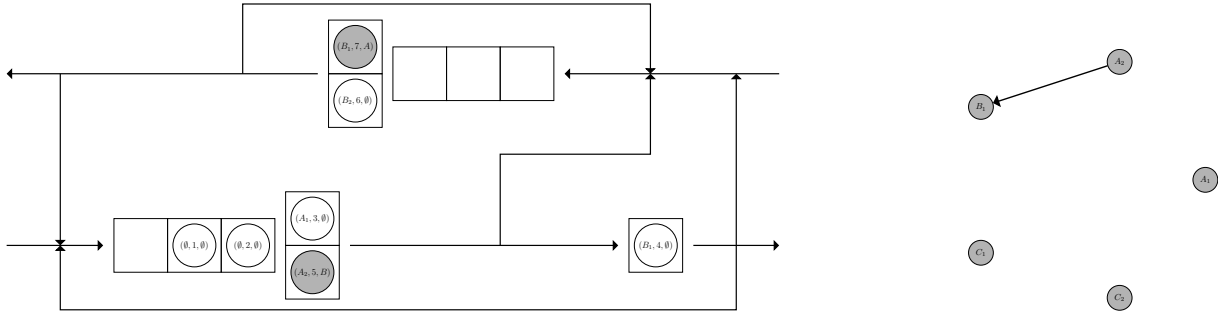 (B₁, 7, A)
(B₂, 6, ∅)
(∅, 1, ∅)
(∅, 2, ∅)
(A₁, 3, ∅)
(A₂, 5, B)
(B₁, 4, ∅)
A₂
B₁
A₁
C₁
C₂